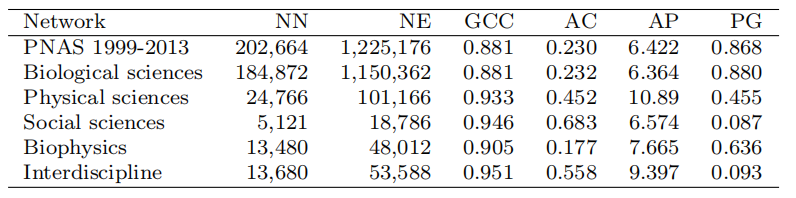 Network NN NE GCC AC AP PG
PNAS 1999-2013 202,664 1,225,176 0.881 0.230 6.422 0.868
Biological sciences 184,872 1,150,362 0.881 0.232 6.364 0.880
Physical sciences 24,766 101,166 0.933 0.452 10.89 0.455
Social sciences 5,121 18,786 0.946 0.683 6.574 0.087
Biophysics 13,480 48,012 0.905 0.177 7.665 0.636
Interdiscipline 13,680 53,588 0.951 0.558 9.397 0.093